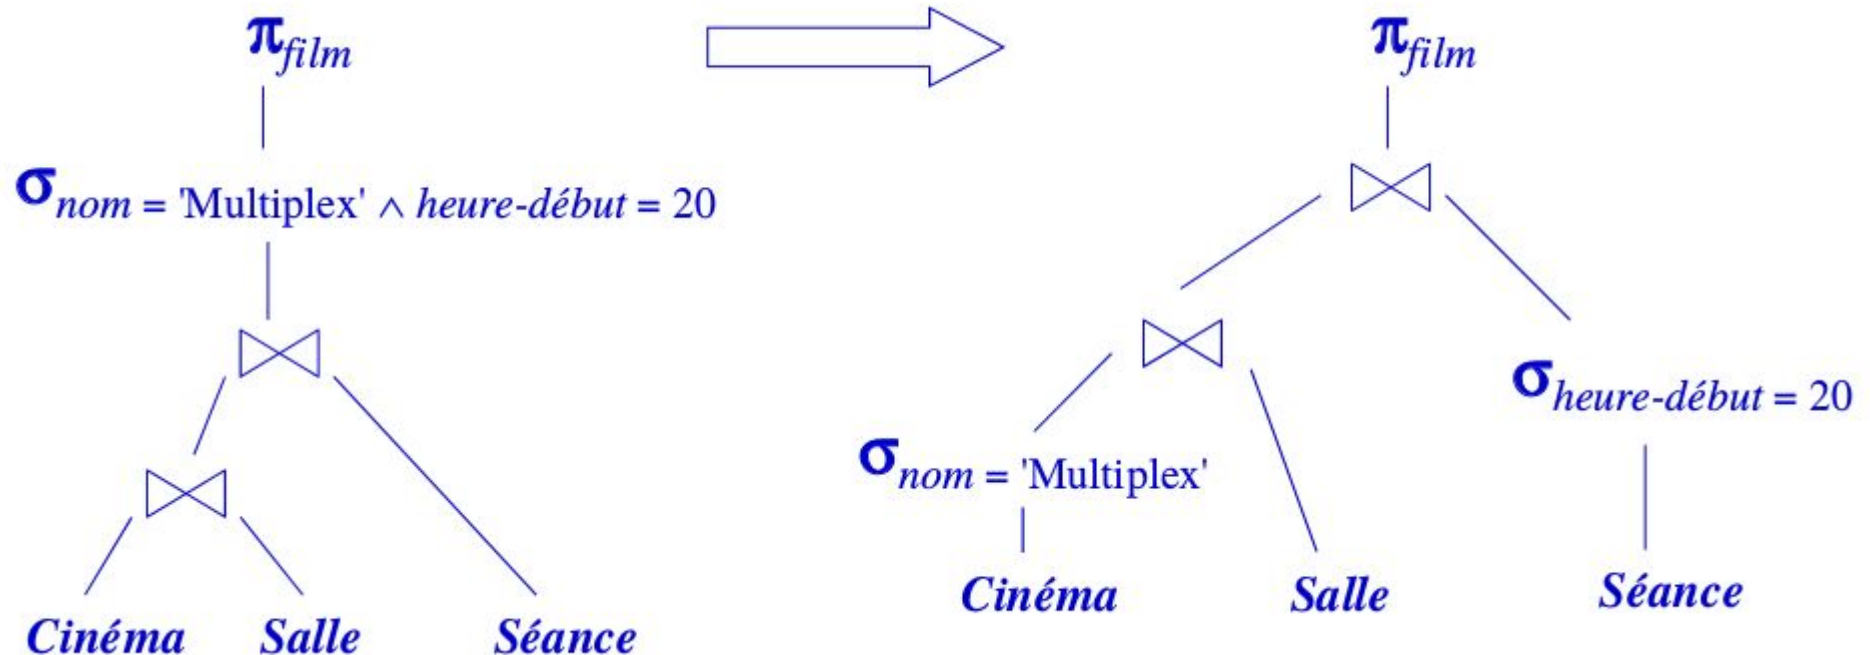 πfilm
σnom = 'Multiplex' ∧ heure-début = 20
Cinéma Salle Séance
πfilm
σheure-début = 20
σnom = 'Multiplex'
Cinéma Salle Séance